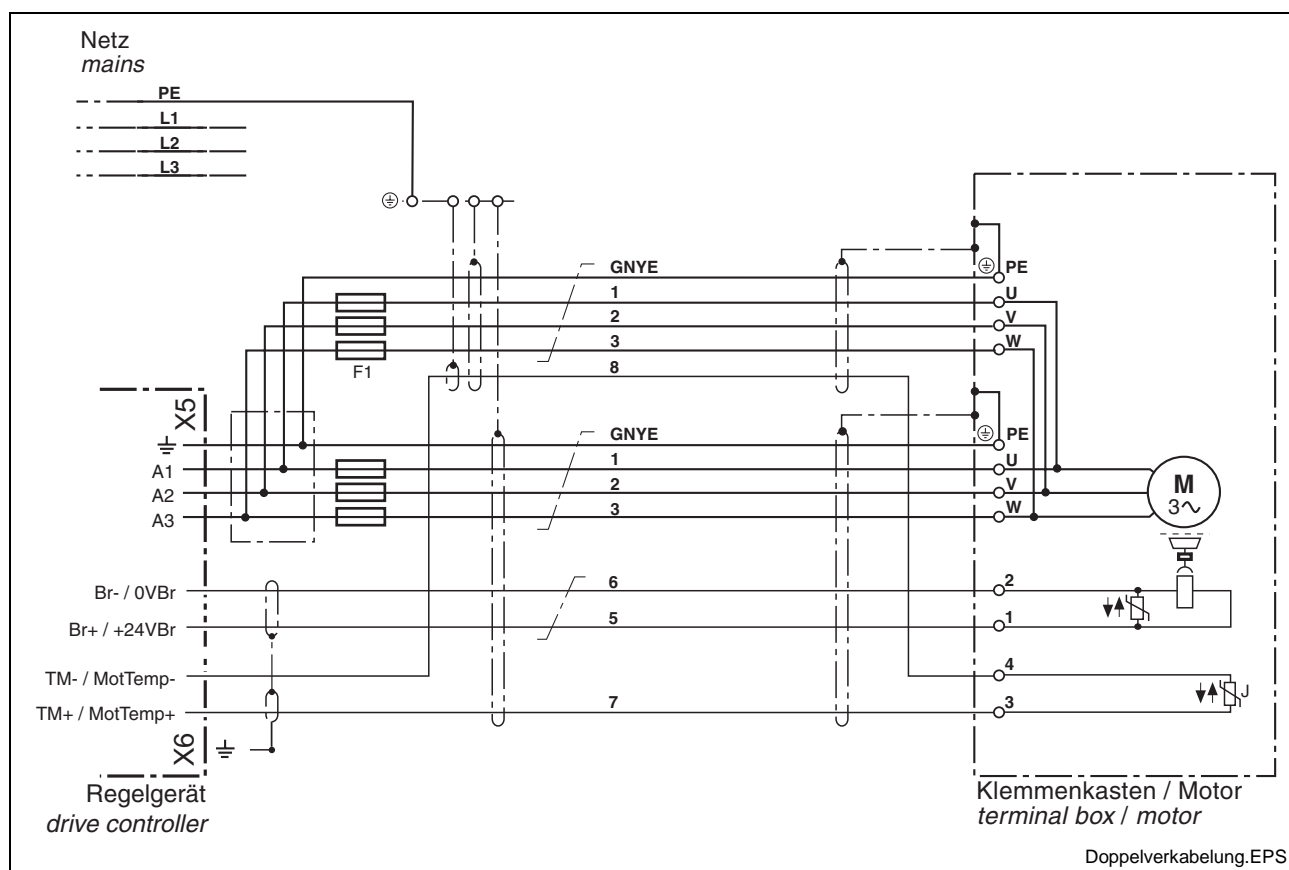 Netz
mains
PE
L1
L2
L3
GNYE
PE
1
U
2
V
3
W
F1
8
X5
GNYE
PE
A1
1
U
A2
2
V
M
3∿
A3
3
W
Br- / 0VBr
6
2
Br+ / +24VBr
5
1
TM- / MotTemp-
4
TM+ / MotTemp+
7
3
J
X6
Regelgerät
drive controller
Klemmenkasten / Motor
terminal box / motor
Doppelverkabelung.EPS